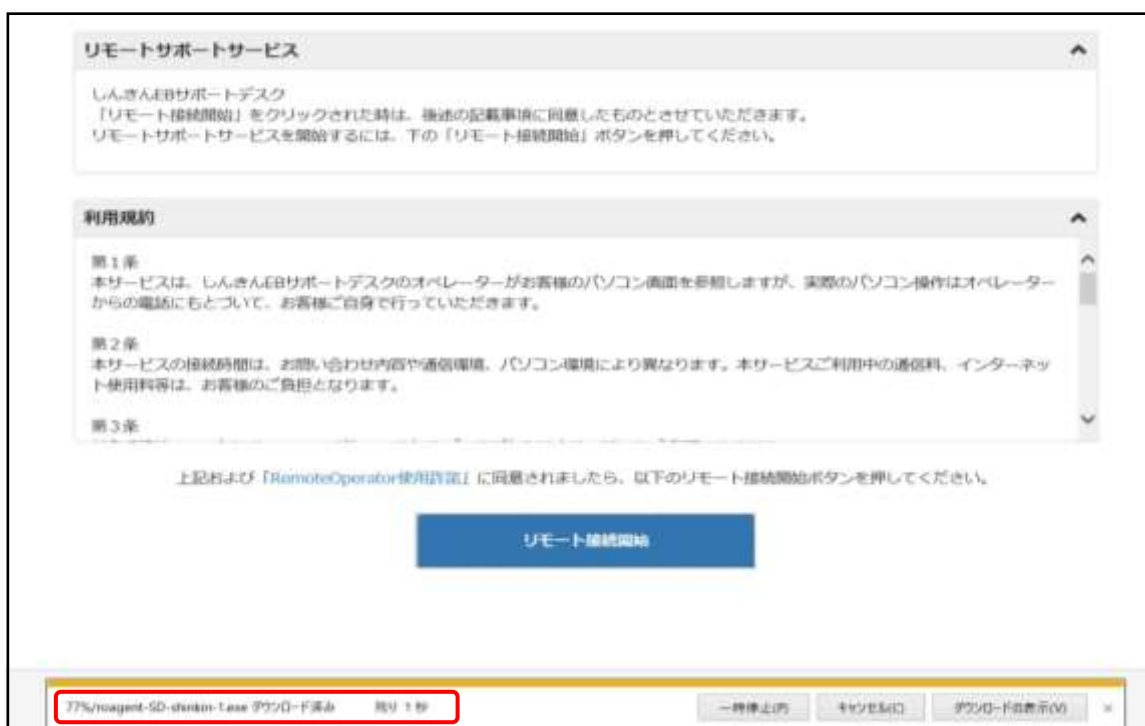 リモートサポートサービス
しんきんEBサポートデスク
「リモート接続開始」をクリックされた時は、後述の記載事項に同意したものとさせていただきます。
リモートサポートサービスを開始するには、下の「リモート接続開始」ボタンを押してください。
利用規約
第1条
本サービスは、しんきんEBサポートデスクのオペレーターがお客様のパソコン画面を参照しますが、実際のパソコン操作はオペレーター
からの電話にもとづいて、お客様ご自身で行っていただきます。
第2条
本サービスの接続時間は、お問い合わせ内容や通信環境、パソコン環境により異なります。本サービスご利用中の通信料、インターネッ
ト使用料等は、お客様のご負担となります。
第3条
上記および「RemoteOperator使用許諾」に同意されましたら、以下のリモート接続開始ボタンを押してください。
リモート接続開始
77%/roagent-SD-shinkin-1.exe ダウンロード済み 残り 1 秒
一時停止(P) キャンセル(C) ダウンロードの表示(V) ×